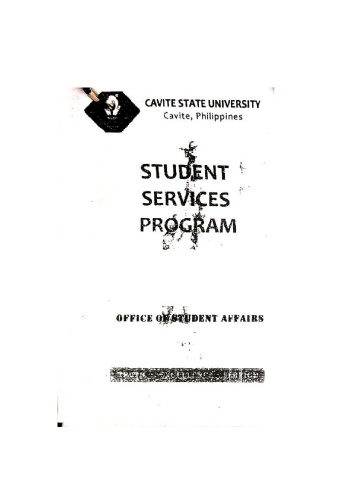 CAVITE STATE UNIVERSITY
Cavite, Philippines
STUDENT
SERVICES
PROGRAM
OFFICE OF STUDENT AFFAIRS